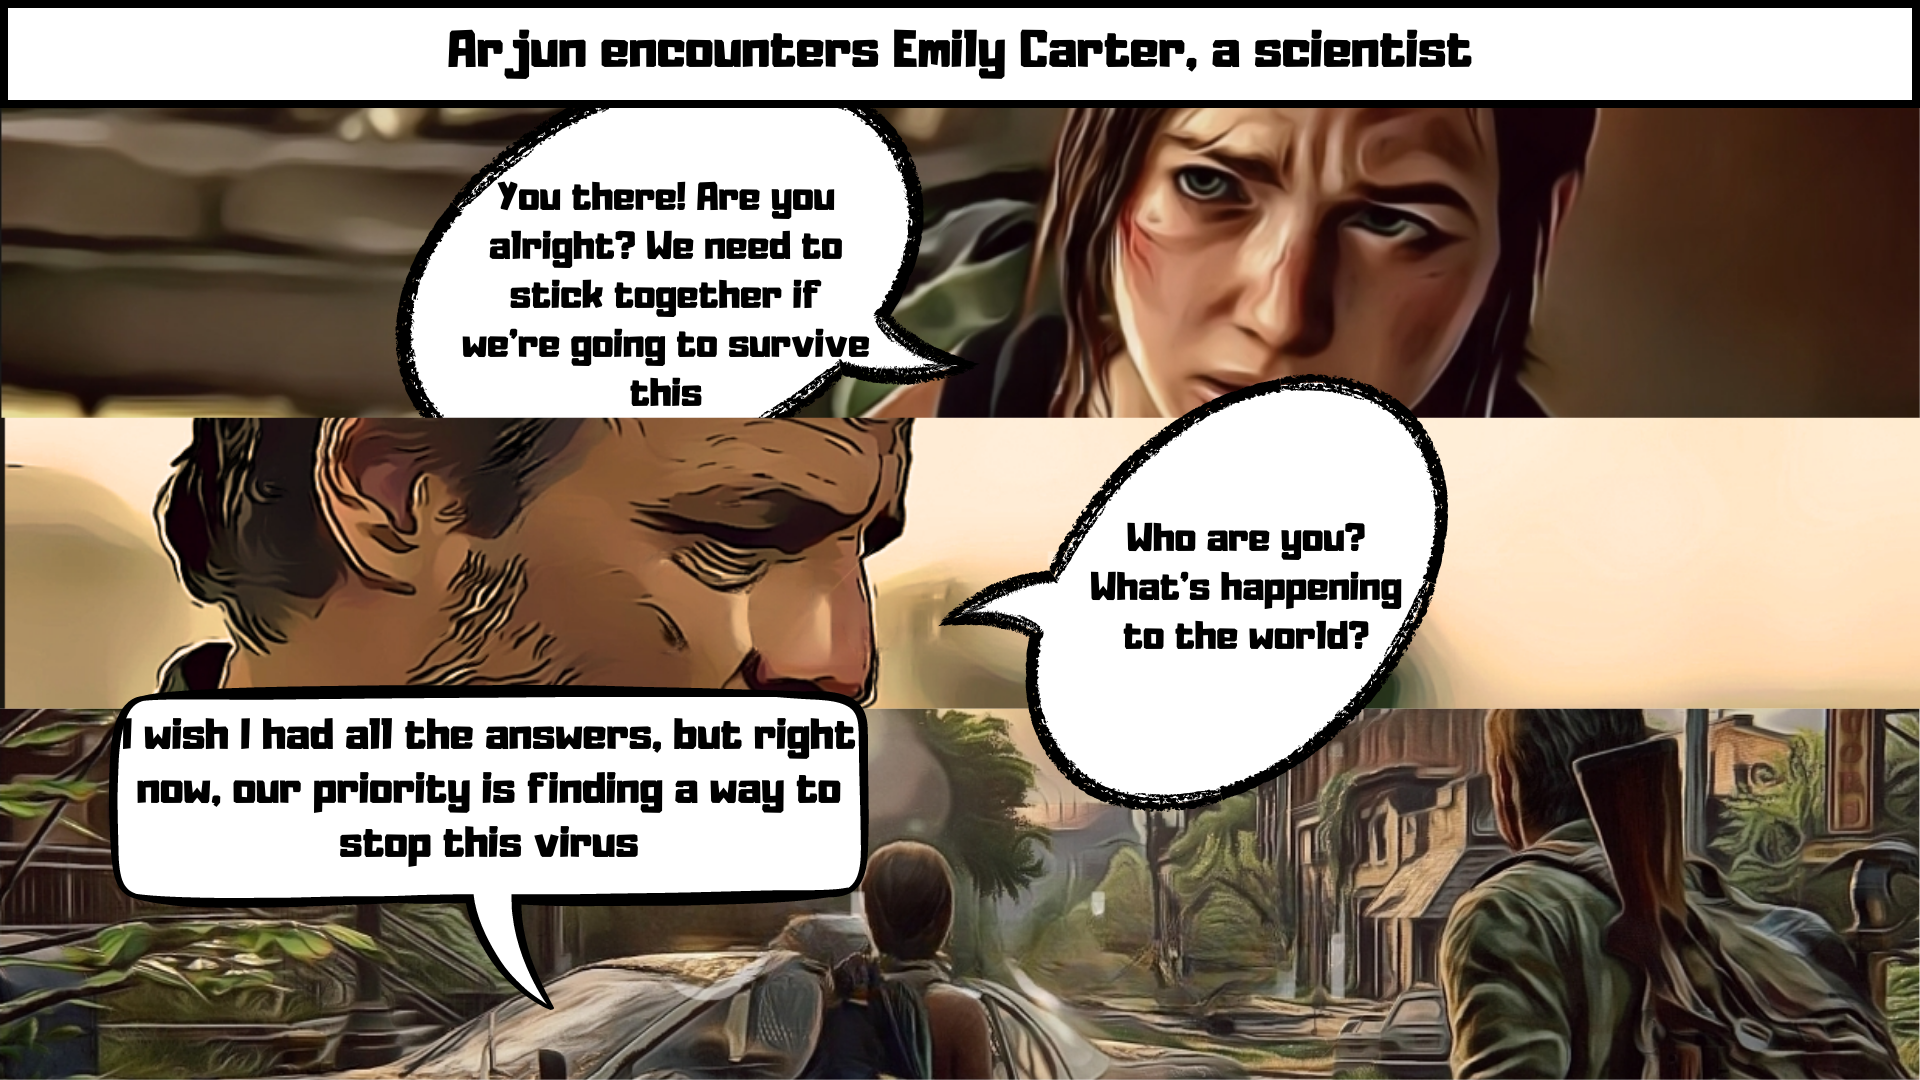 Arjun encounters Emily Carter, a scientist
You there! Are you
alright? We need to
stick together if
we're going to survive
this
Who are you?
What's happening
to the world?
I wish I had all the answers, but right
now, our priority is finding a way to
stop this virus